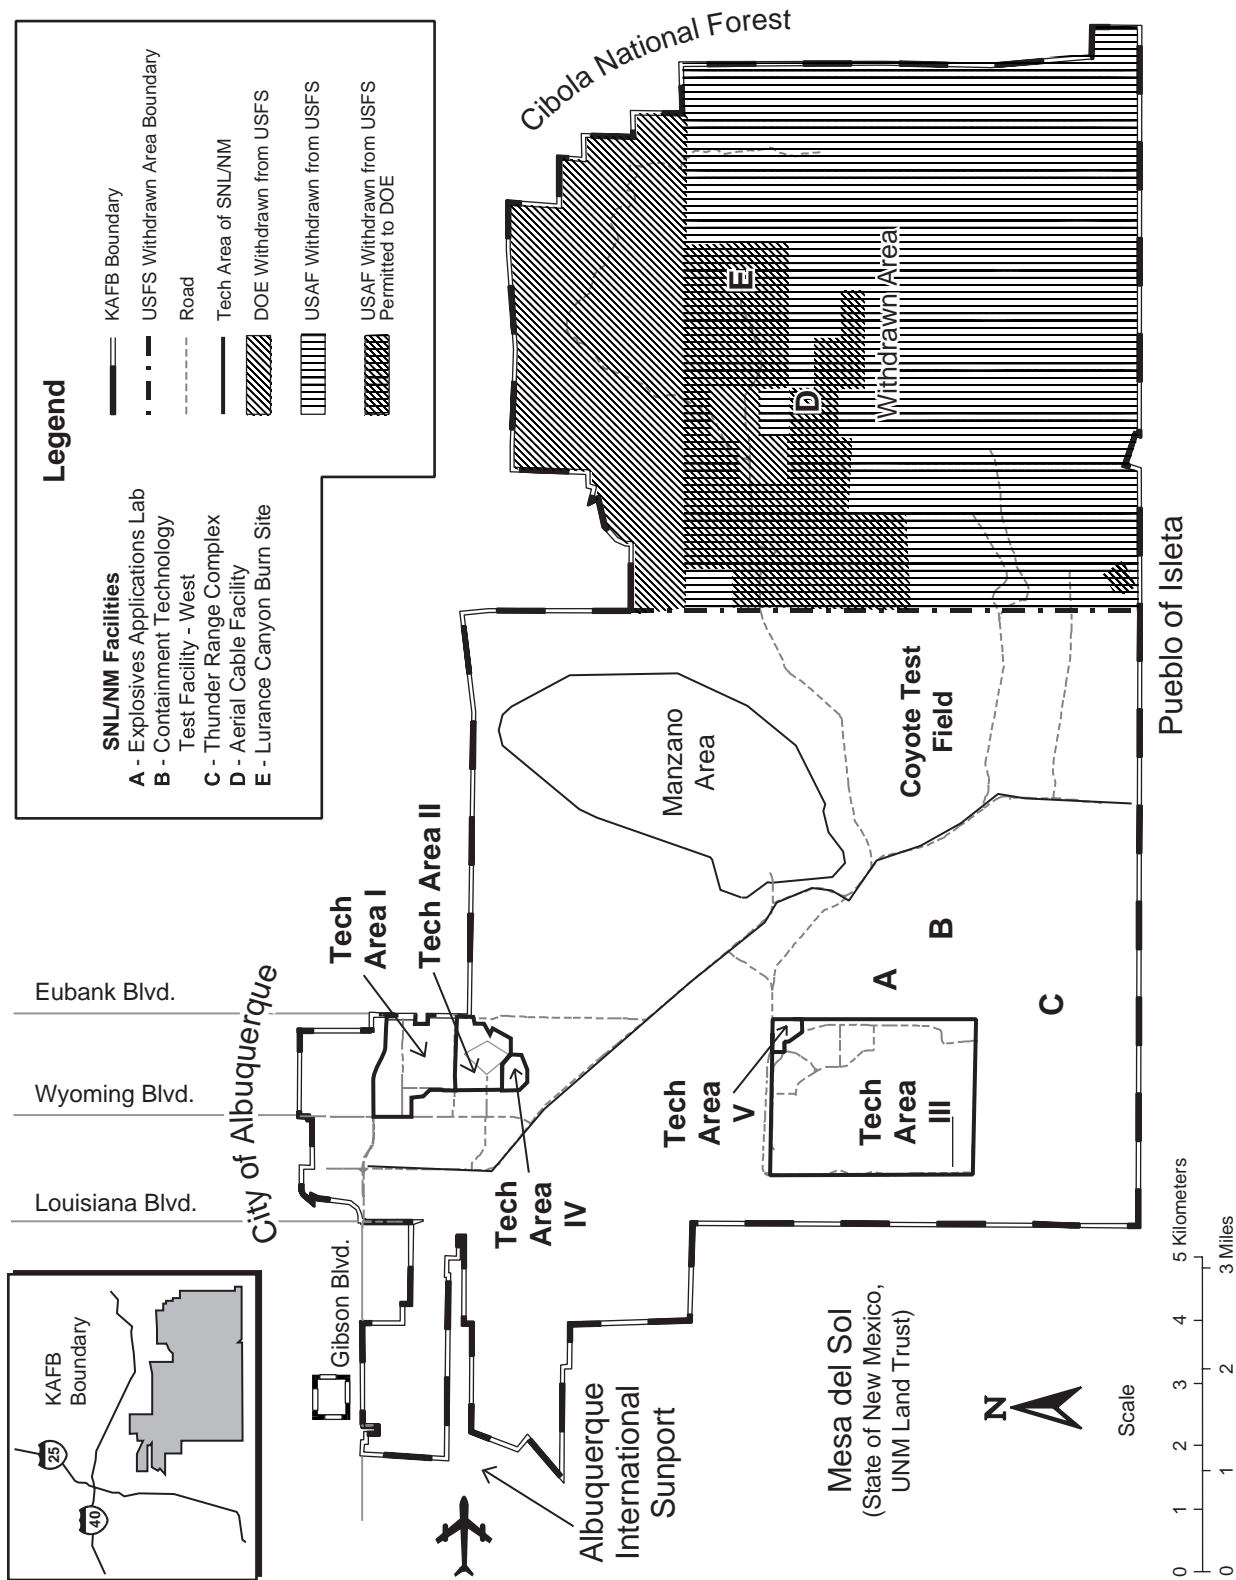 Legend
KAFB Boundary
USFS Withdrawn Area Boundary
Road
Tech Area of SNL/NM
DOE Withdrawn from USFS
USAF Withdrawn from USFS
USAF Withdrawn from USFS
Permitted to DOE
SNL/NM Facilities
A - Explosives Applications Lab
B - Containment Technology
Test Facility - West
C - Thunder Range Complex
D - Aerial Cable Facility
E - Lurance Canyon Burn Site
KAFB
Boundary
25
40
Eubank Blvd.
Wyoming Blvd.
Louisiana Blvd.
Gibson Blvd.
City of Albuquerque
Cibola National Forest
Tech
Area I
Tech Area II
Tech
Area
IV
Manzano
Area
E
D
Withdrawn Area
Coyote Test
Field
A
B
C
Tech
Area
V
Tech
Area
III
Albuquerque
International
Sunport
Mesa del Sol
(State of New Mexico,
UNM Land Trust)
Pueblo of Isleta
N
Scale
0 1 2 3 4 5 Kilometers
0 1 2 3 Miles